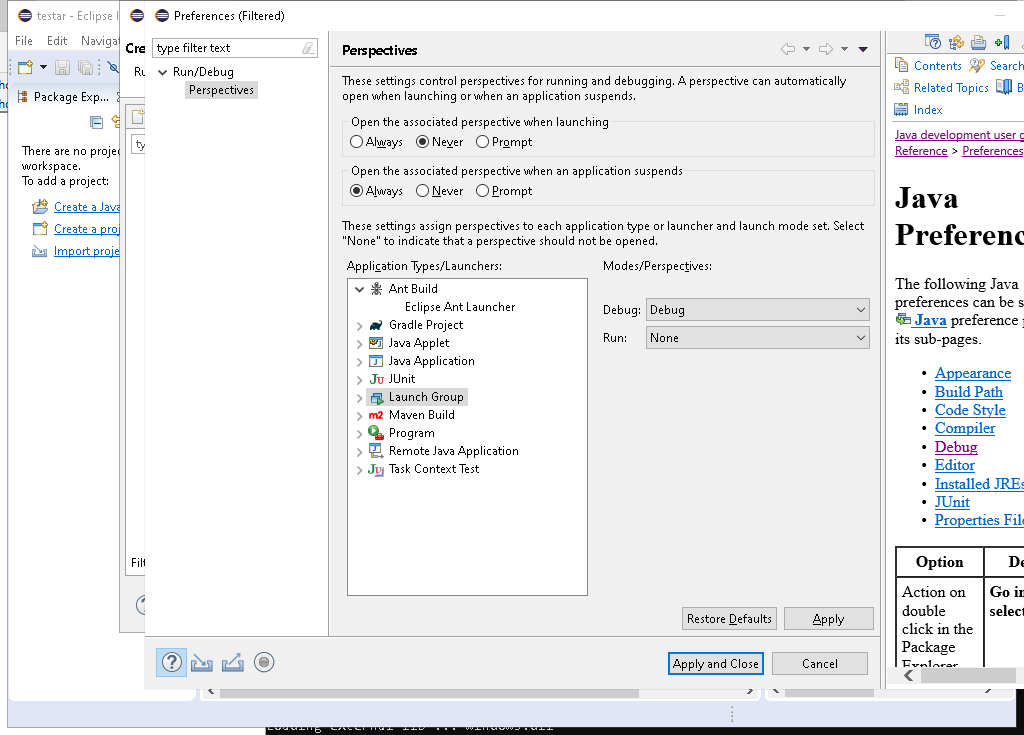 testar - Eclipse I
File Edit Navigat
Package Exp...
There are no projec
workspace.
To add a project:
Create a Java
Create a proj
Import proje
Cre
Ru
ty
Filt
Preferences (Filtered)
type filter text
Run/Debug
Perspectives
Perspectives
These settings control perspectives for running and debugging. A perspective can automatically
open when launching or when an application suspends.
Open the associated perspective when launching
Always Never Prompt
Open the associated perspective when an application suspends
Always Never Prompt
These settings assign perspectives to each application type or launcher and launch mode set. Select
"None" to indicate that a perspective should not be opened.
Application Types/Launchers:
Ant Build
Eclipse Ant Launcher
Gradle Project
Java Applet
Java Application
JUnit
Launch Group
Maven Build
Program
Remote Java Application
Task Context Test
Modes/Perspectives:
Debug: Debug
Run: None
Restore Defaults Apply
Apply and Close Cancel
Contents Search
Related Topics B
Index
Java development user g
Reference > Preferences
Java
Preferenc
The following Java
preferences can be s
Java preference p
its sub-pages.
• Appearance
• Build Path
• Code Style
• Compiler
• Debug
• Editor
• Installed JREs
• JUnit
• Properties File
Option De
Action on
double
click in the
Package
Explorer
Go in
select
Loading external lib ... windows.dll